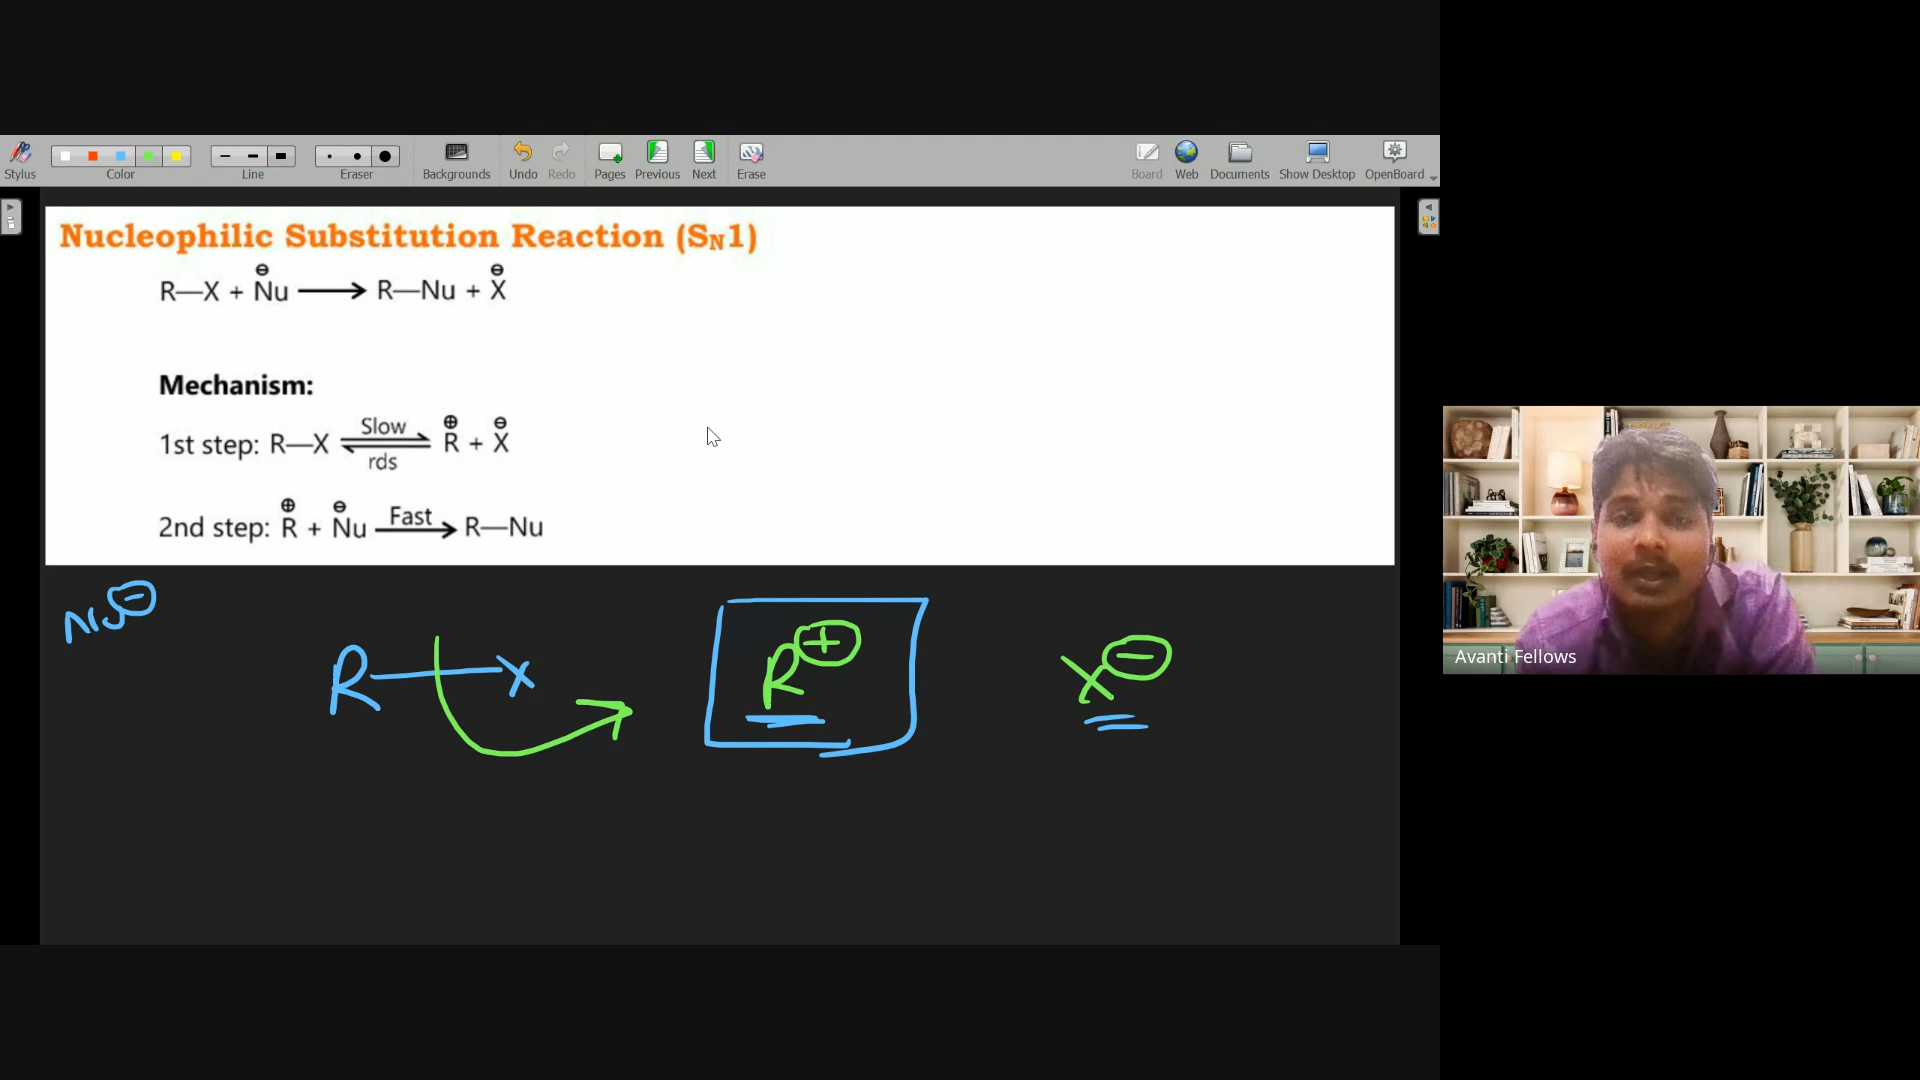 Stylus Color Line Eraser Backgrounds Undo Redo Pages Previous Next Erase Board Web Documents Show Desktop OpenBoard
Nucleophilic Substitution Reaction (SN1)
R—X + Nu⊖ ⟶ R—Nu + X⊖
Mechanism:
1st step: R—X ⇌ R⊕ + X⊖
Slow
rds
2nd step: R⊕ + Nu⊖ ⟶ R—Nu
Fast
Nu⊖
R—X
R⊕
X⊖
Avanti Fellows